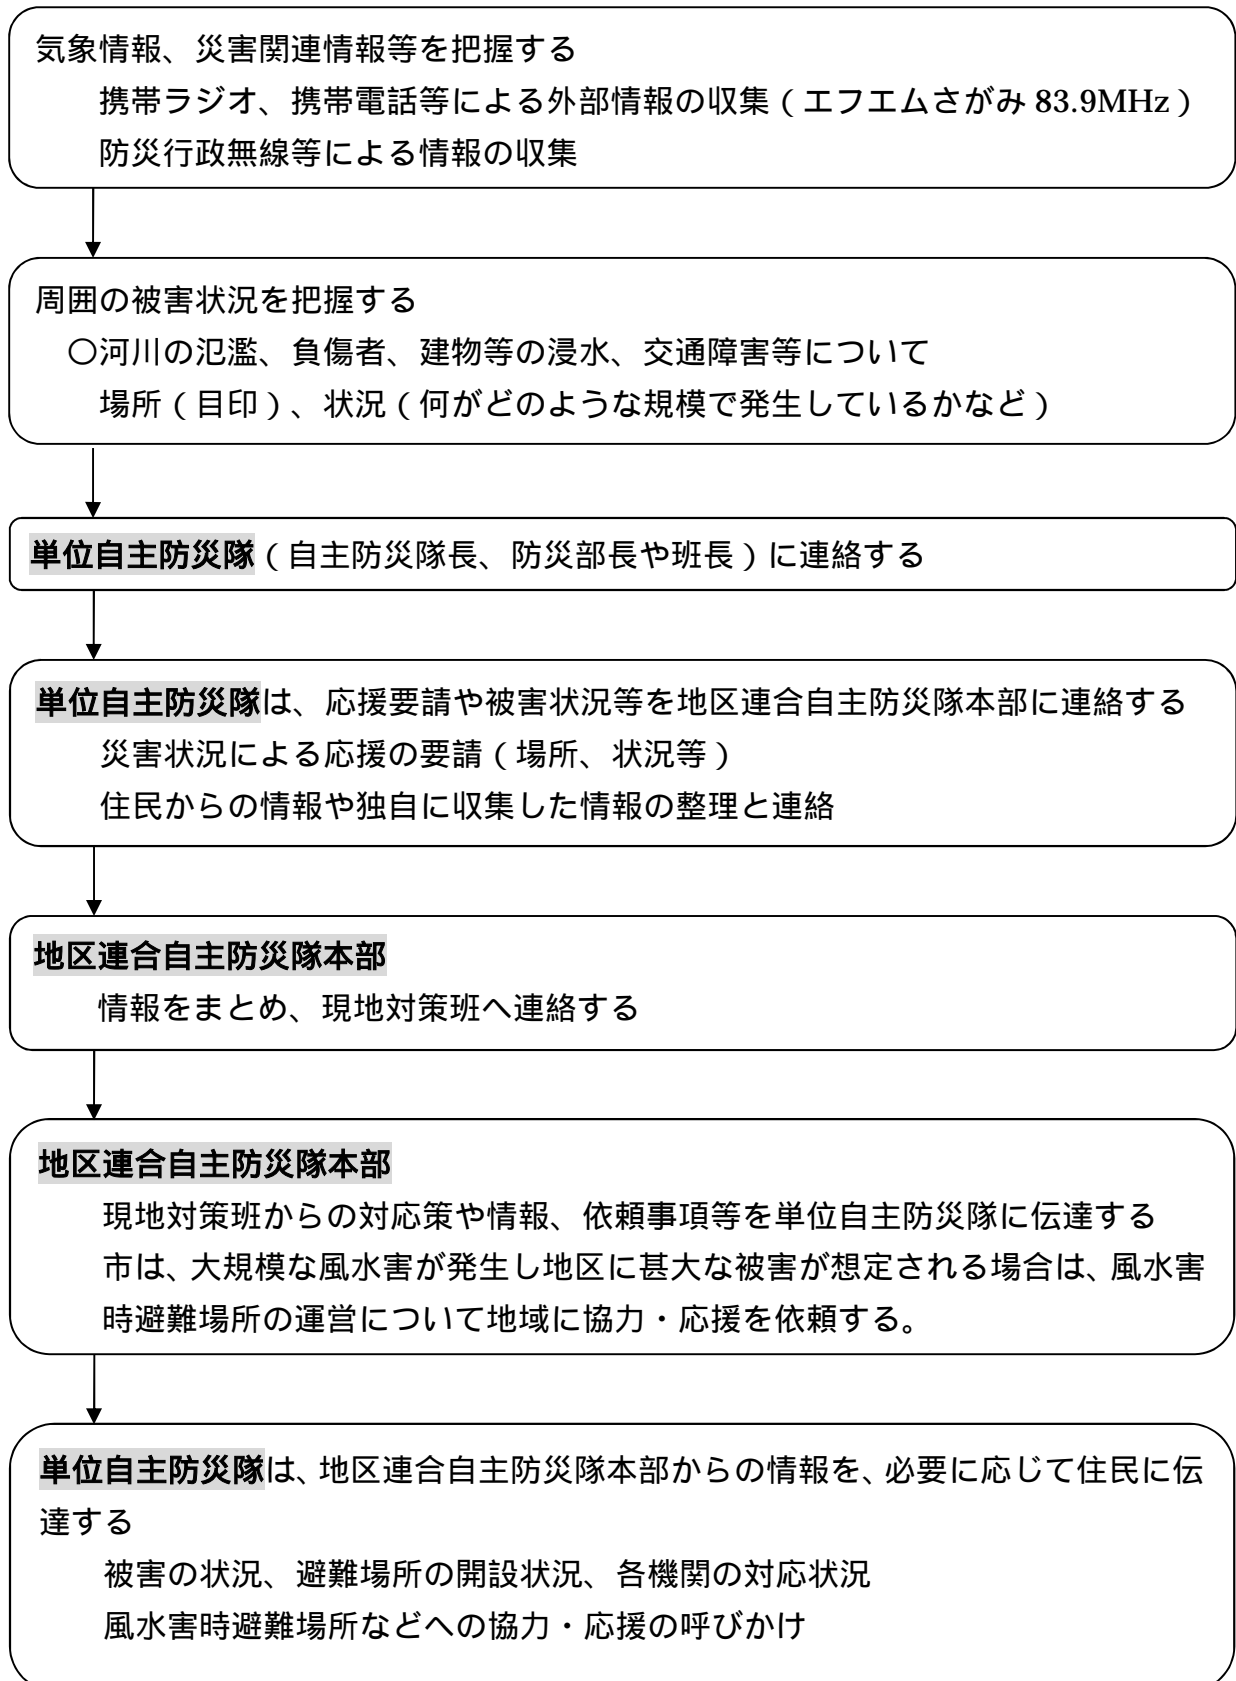 気象情報、災害関連情報等を把握する
携帯ラジオ、携帯電話等による外部情報の収集（エフエムさがみ 83.9MHz）
防災行政無線等による情報の収集
周囲の被害状況を把握する
○河川の氾濫、負傷者、建物等の浸水、交通障害等について
場所（目印）、状況（何がどのような規模で発生しているかなど）
単位自主防災隊（自主防災隊長、防災部長や班長）に連絡する
単位自主防災隊は、応援要請や被害状況等を地区連合自主防災隊本部に連絡する
災害状況による応援の要請（場所、状況等）
住民からの情報や独自に収集した情報の整理と連絡
地区連合自主防災隊本部
情報をまとめ、現地対策班へ連絡する
地区連合自主防災隊本部
現地対策班からの対応策や情報、依頼事項等を単位自主防災隊に伝達する
市は、大規模な風水害が発生し地区に甚大な被害が想定される場合は、風水害
時避難場所の運営について地域に協力・応援を依頼する。
単位自主防災隊は、地区連合自主防災隊本部からの情報を、必要に応じて住民に伝
達する
被害の状況、避難場所の開設状況、各機関の対応状況
風水害時避難場所などへの協力・応援の呼びかけ